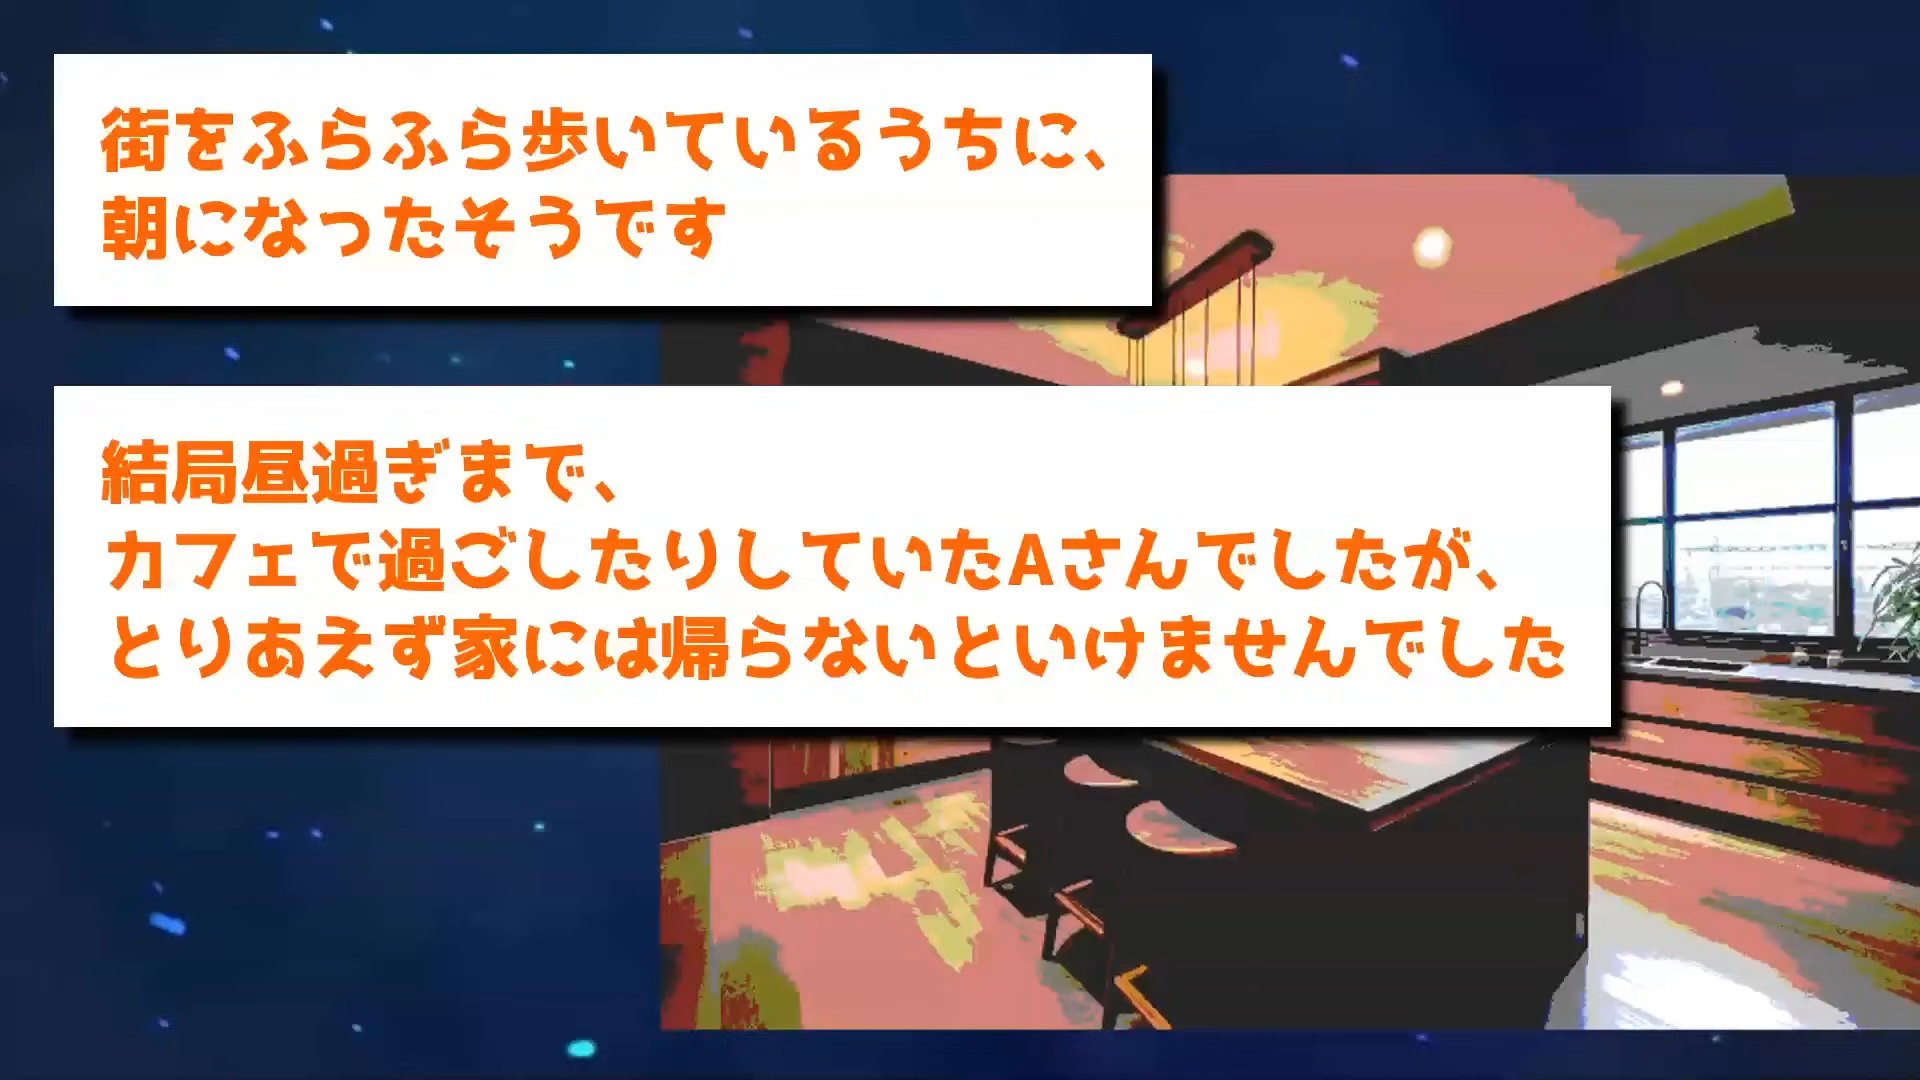 街をふらふら歩いているうちに、
朝になったそうです
結局昼過ぎまで、
カフェで過ごしたりしていたAさんでしたが、
とりあえず家には帰らないといけませんでした